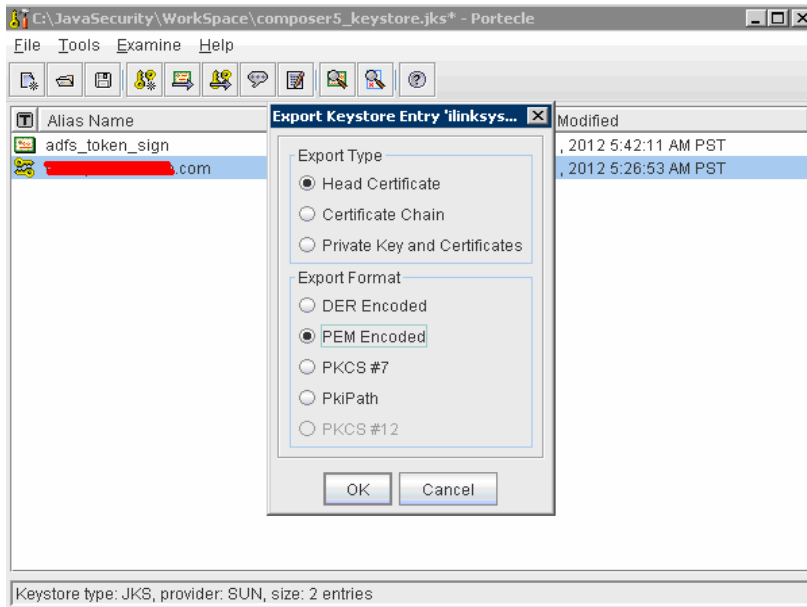 C:\JavaSecurity\WorkSpace\composer5_keystore.jks* - Portecle
File Tools Examine Help
T Alias Name Modified
adfs_token_sign , 2012 5:42:11 AM PST
.com , 2012 5:26:53 AM PST
Export Keystore Entry 'ilinksys...
Export Type
Head Certificate
Certificate Chain
Private Key and Certificates
Export Format
DER Encoded
PEM Encoded
PKCS #7
PkiPath
PKCS #12
OK Cancel
Keystore type: JKS, provider: SUN, size: 2 entries